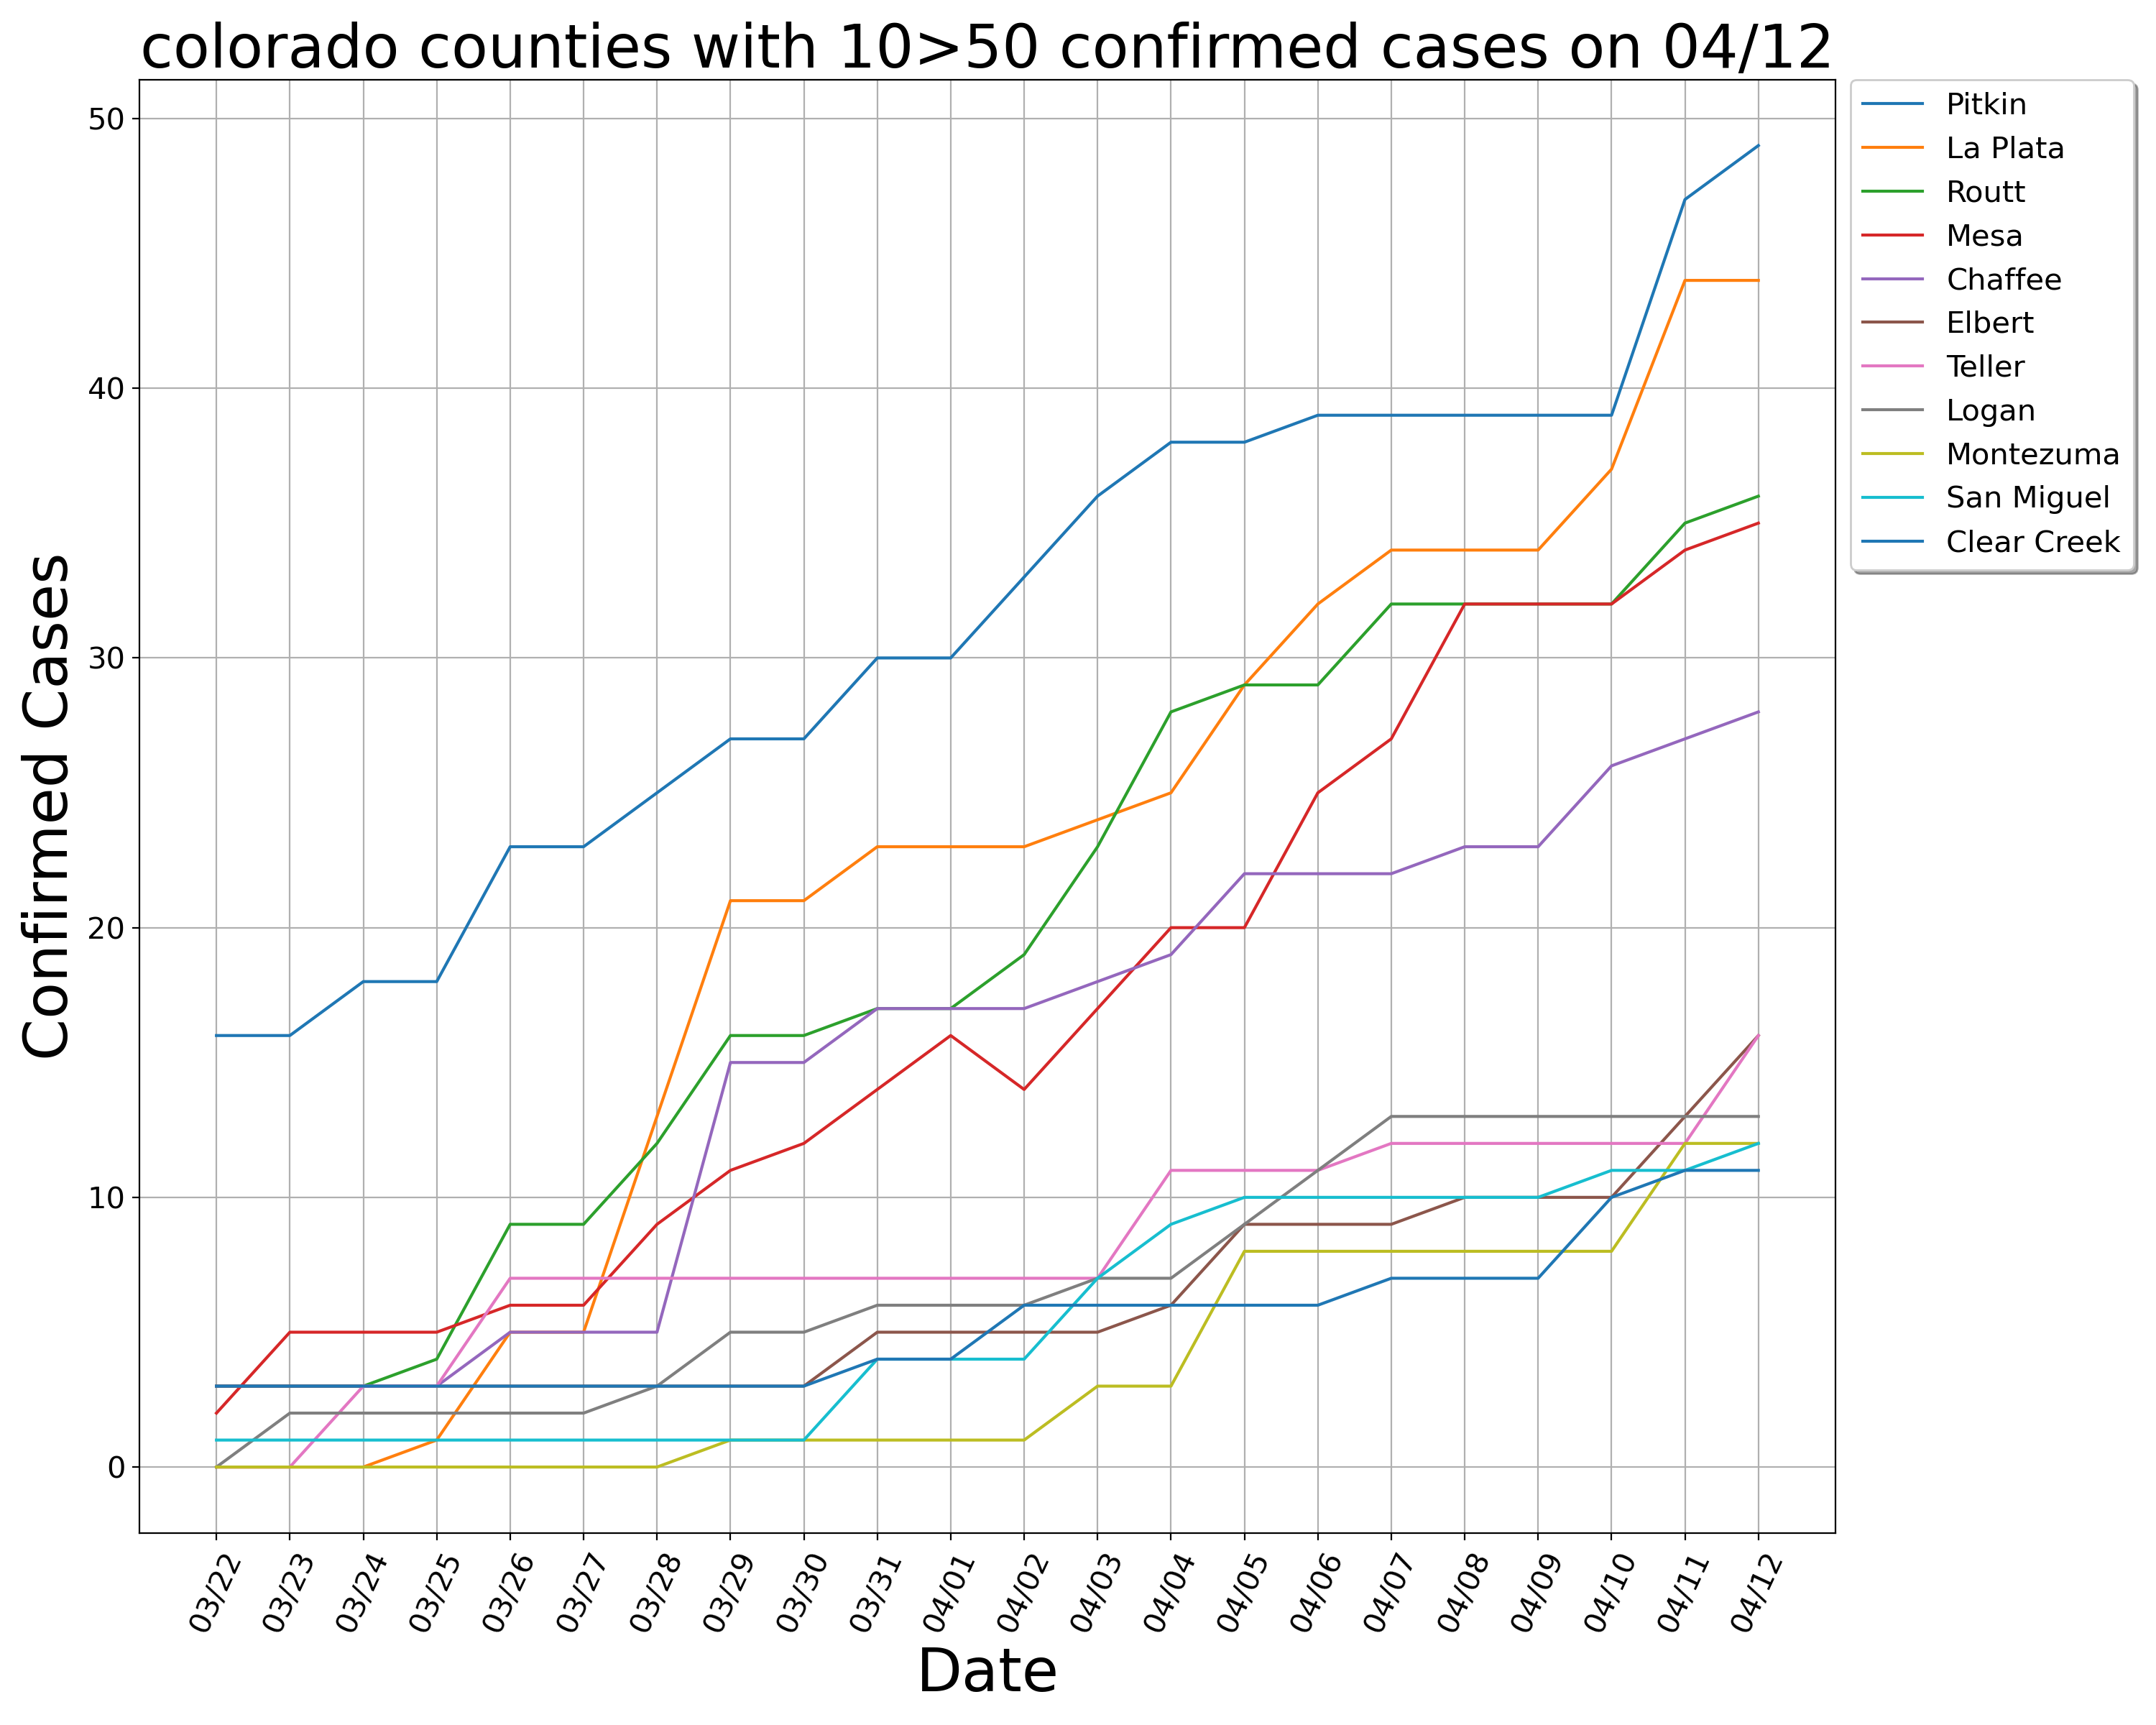 colorado counties with 10>50 confirmed cases on 04/12
Pitkin
La Plata
Routt
Mesa
Chaffee
Elbert
Teller
Logan
Montezuma
San Miguel
Clear Creek
Confirmed Cases
50
40
30
20
10
0
03/22
03/23
03/24
03/25
03/26
03/27
03/28
03/29
03/30
03/31
04/01
04/02
04/03
04/04
04/05
04/06
04/07
04/08
04/09
04/10
04/11
04/12
Date